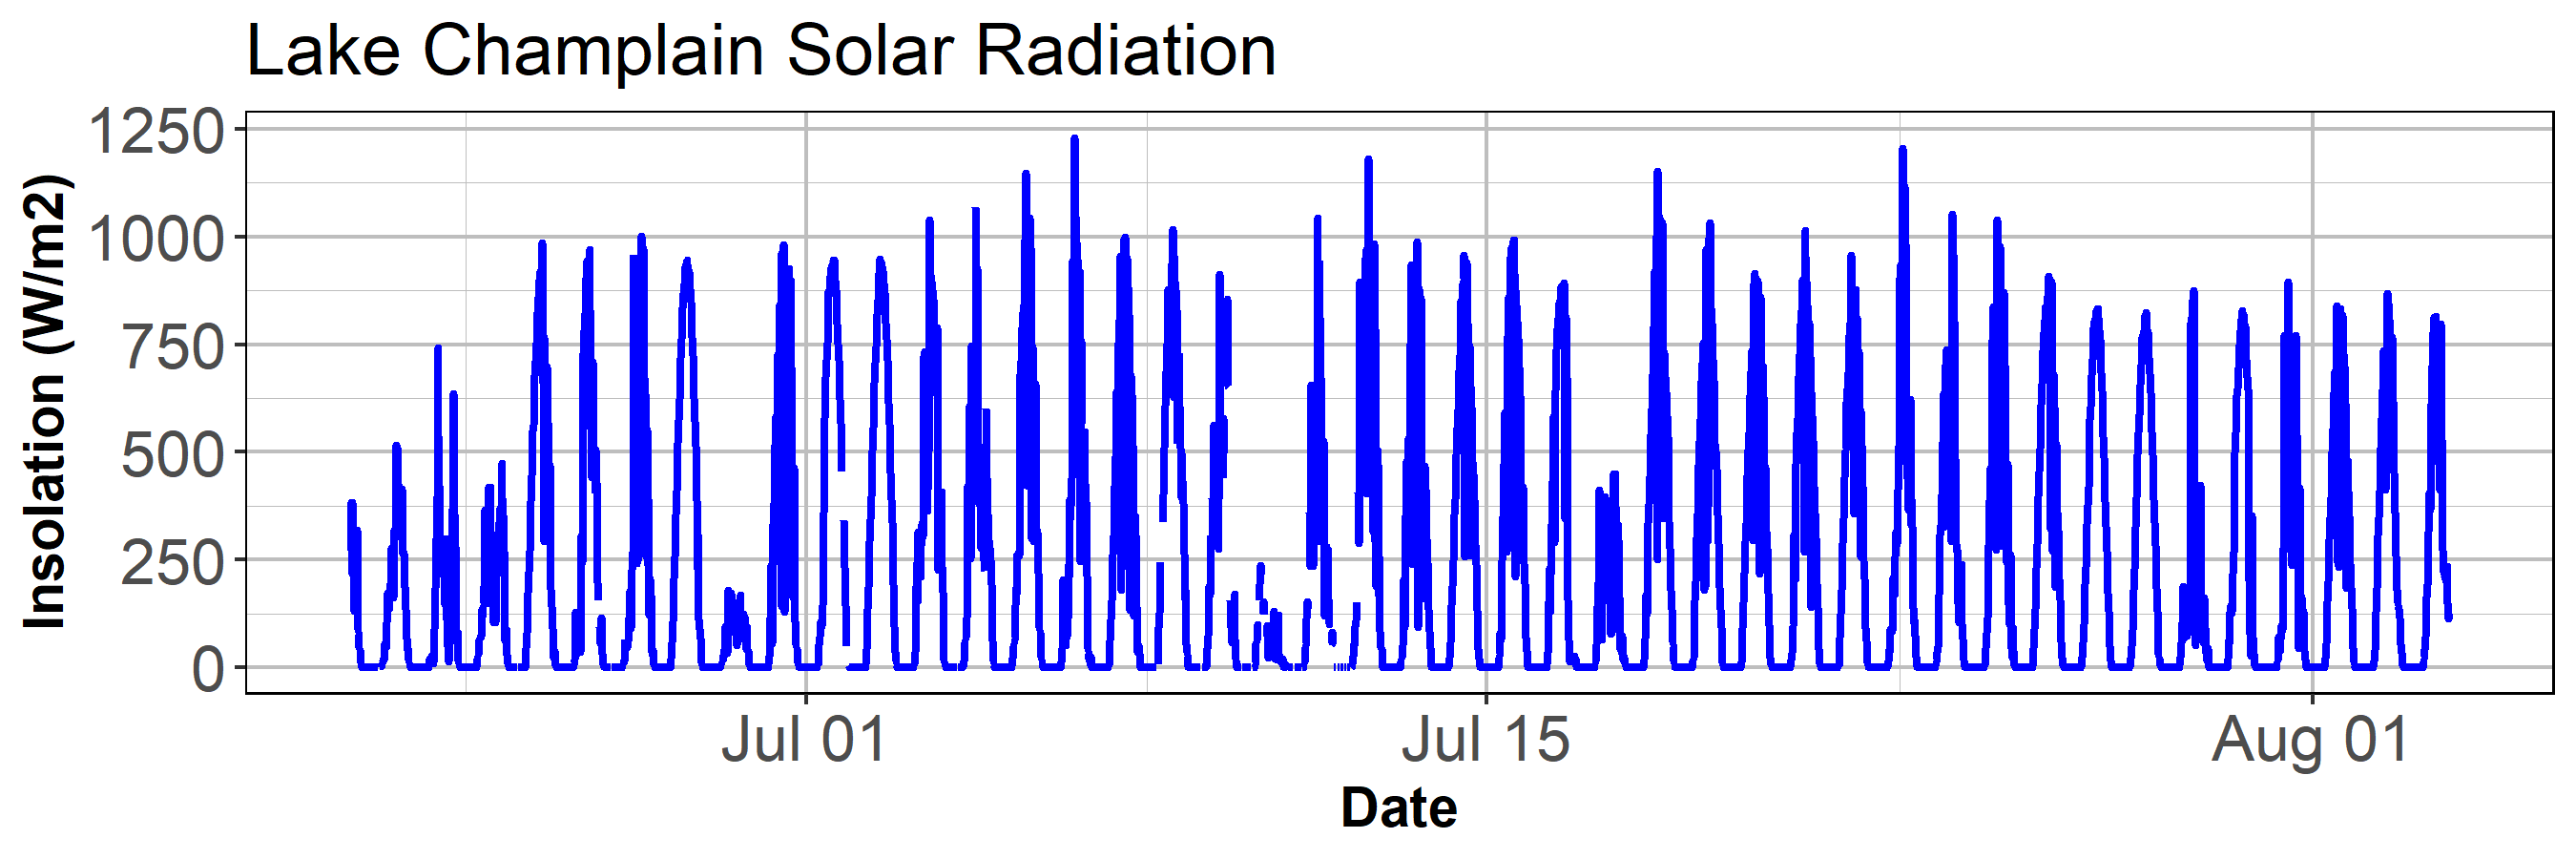 Lake Champlain Solar Radiation
Insolation (W/m2)
1250
1000
750
500
250
0
Jul 01
Jul 15
Aug 01
Date